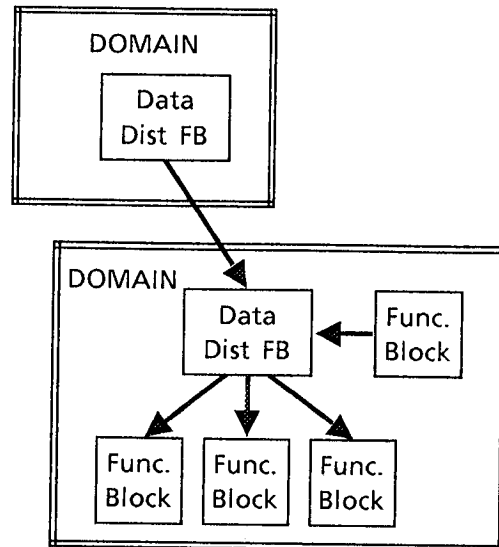 DOMAIN
Data
Dist FB
DOMAIN
Data
Dist FB
Func.
Block
Func.
Block
Func.
Block
Func.
Block